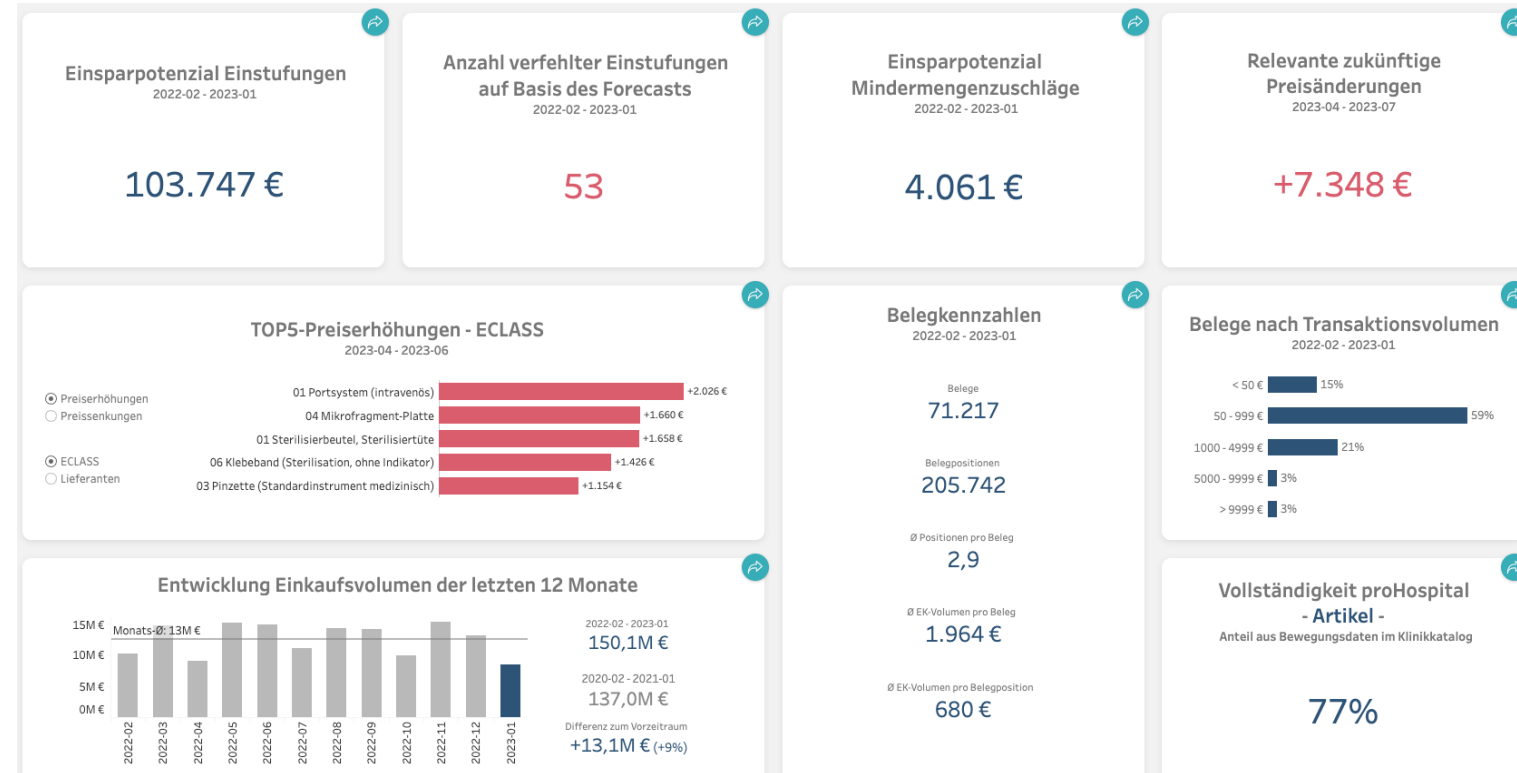 Einsparpotenzial Einstufungen
2022-02 - 2023-01
103.747 €
Anzahl verfehlter Einstufungen
auf Basis des Forecasts
2022-02 - 2023-01
53
Einsparpotenzial
Mindermengenzuschläge
2022-02 - 2023-01
4.061 €
Relevante zukünftige
Preisänderungen
2023-04 - 2023-07
+7.348 €
TOP5-Preiserhöhungen - ECLASS
2023-04 - 2023-06
Preiserhöhungen
Preissenkungen
ECLASS
Lieferanten
01 Portsystem (intravenös) +2.026 €
04 Mikrofragment-Platte +1.660 €
01 Sterilisierbeutel, Sterilisiertüte +1.658 €
06 Klebeband (Sterilisation, ohne Indikator) +1.426 €
03 Pinzette (Standardinstrument medizinisch) +1.154 €
Belegkennzahlen
2022-02 - 2023-01
Belege
71.217
Belegpositionen
205.742
Ø Positionen pro Beleg
2,9
Ø EK-Volumen pro Beleg
1.964 €
Ø EK-Volumen pro Belegposition
680 €
Belege nach Transaktionsvolumen
2022-02 - 2023-01
< 50 € 15%
50 - 999 € 59%
1000 - 4999 € 21%
5000 - 9999 € 3%
> 9999 € 3%
Entwicklung Einkaufsvolumen der letzten 12 Monate
15M €
10M €
5M €
0M €
Monats-Ø: 13M €
2022-02
2022-03
2022-04
2022-05
2022-06
2022-07
2022-08
2022-09
2022-10
2022-11
2022-12
2023-01
2022-02 - 2023-01
150,1M €
2020-02 - 2021-01
137,0M €
Differenz zum Vorzeitraum
+13,1M € (+9%)
Vollständigkeit proHospital
- Artikel -
Anteil aus Bewegungsdaten im Klinikkatalog
77%